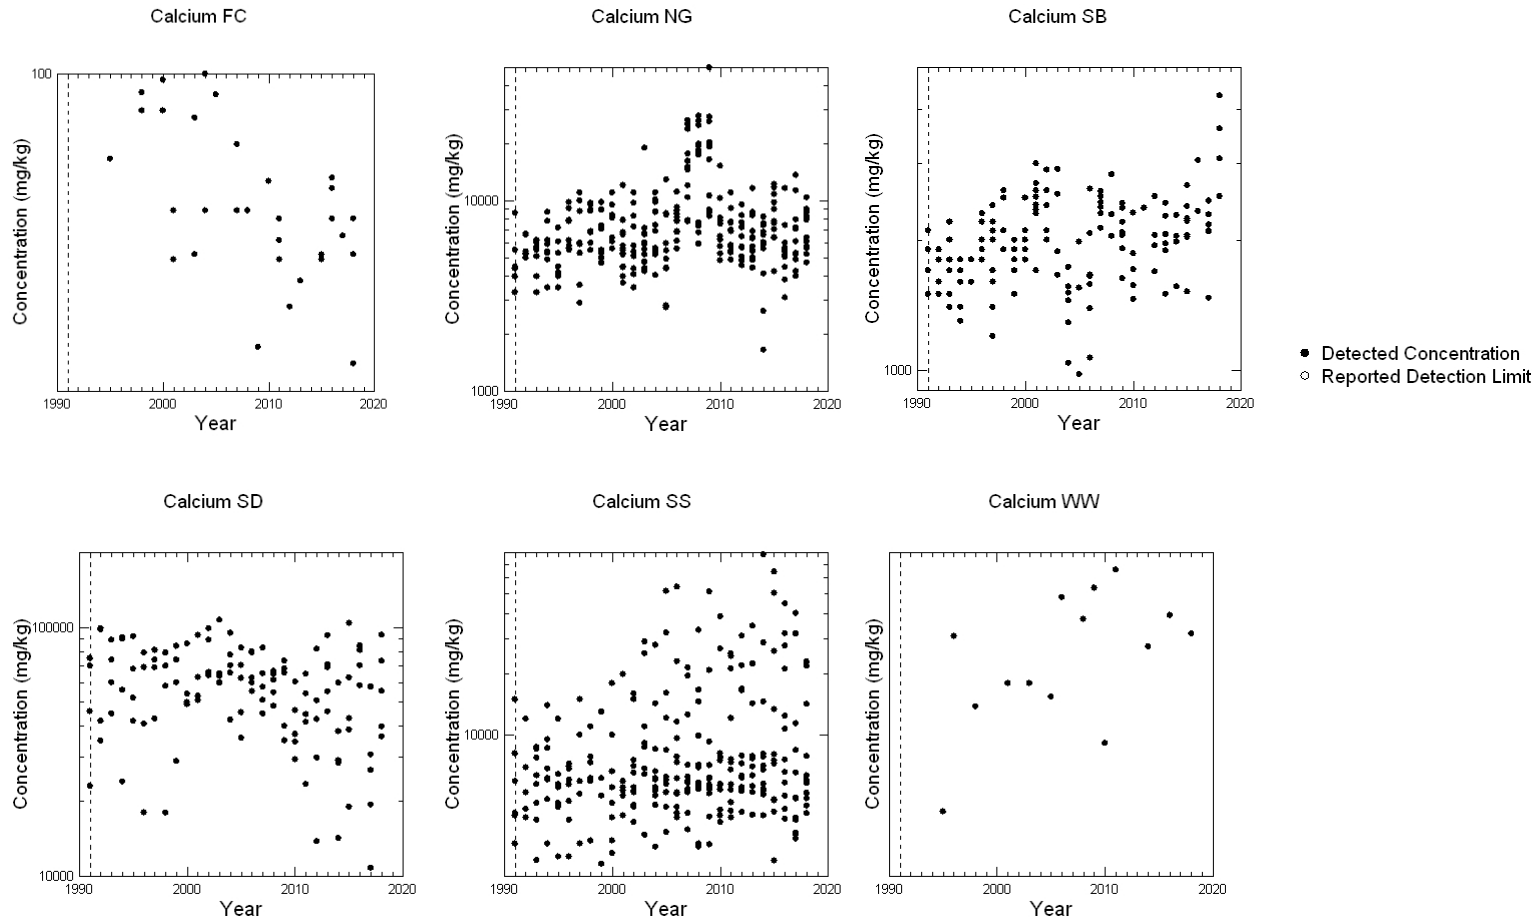 Calcium FC
Calcium NG
Calcium SB
Concentration (mg/kg)
100
1990
2000
2010
2020
Year
Concentration (mg/kg)
10000
1000
1990
2000
2010
2020
Year
Concentration (mg/kg)
1000
1990
2000
2010
2020
Year
Detected Concentration
Reported Detection Limit
Calcium SD
Calcium SS
Calcium WW
Concentration (mg/kg)
100000
10000
1990
2000
2010
2020
Year
Concentration (mg/kg)
10000
1990
2000
2010
2020
Year
Concentration (mg/kg)
1990
2000
2010
2020
Year